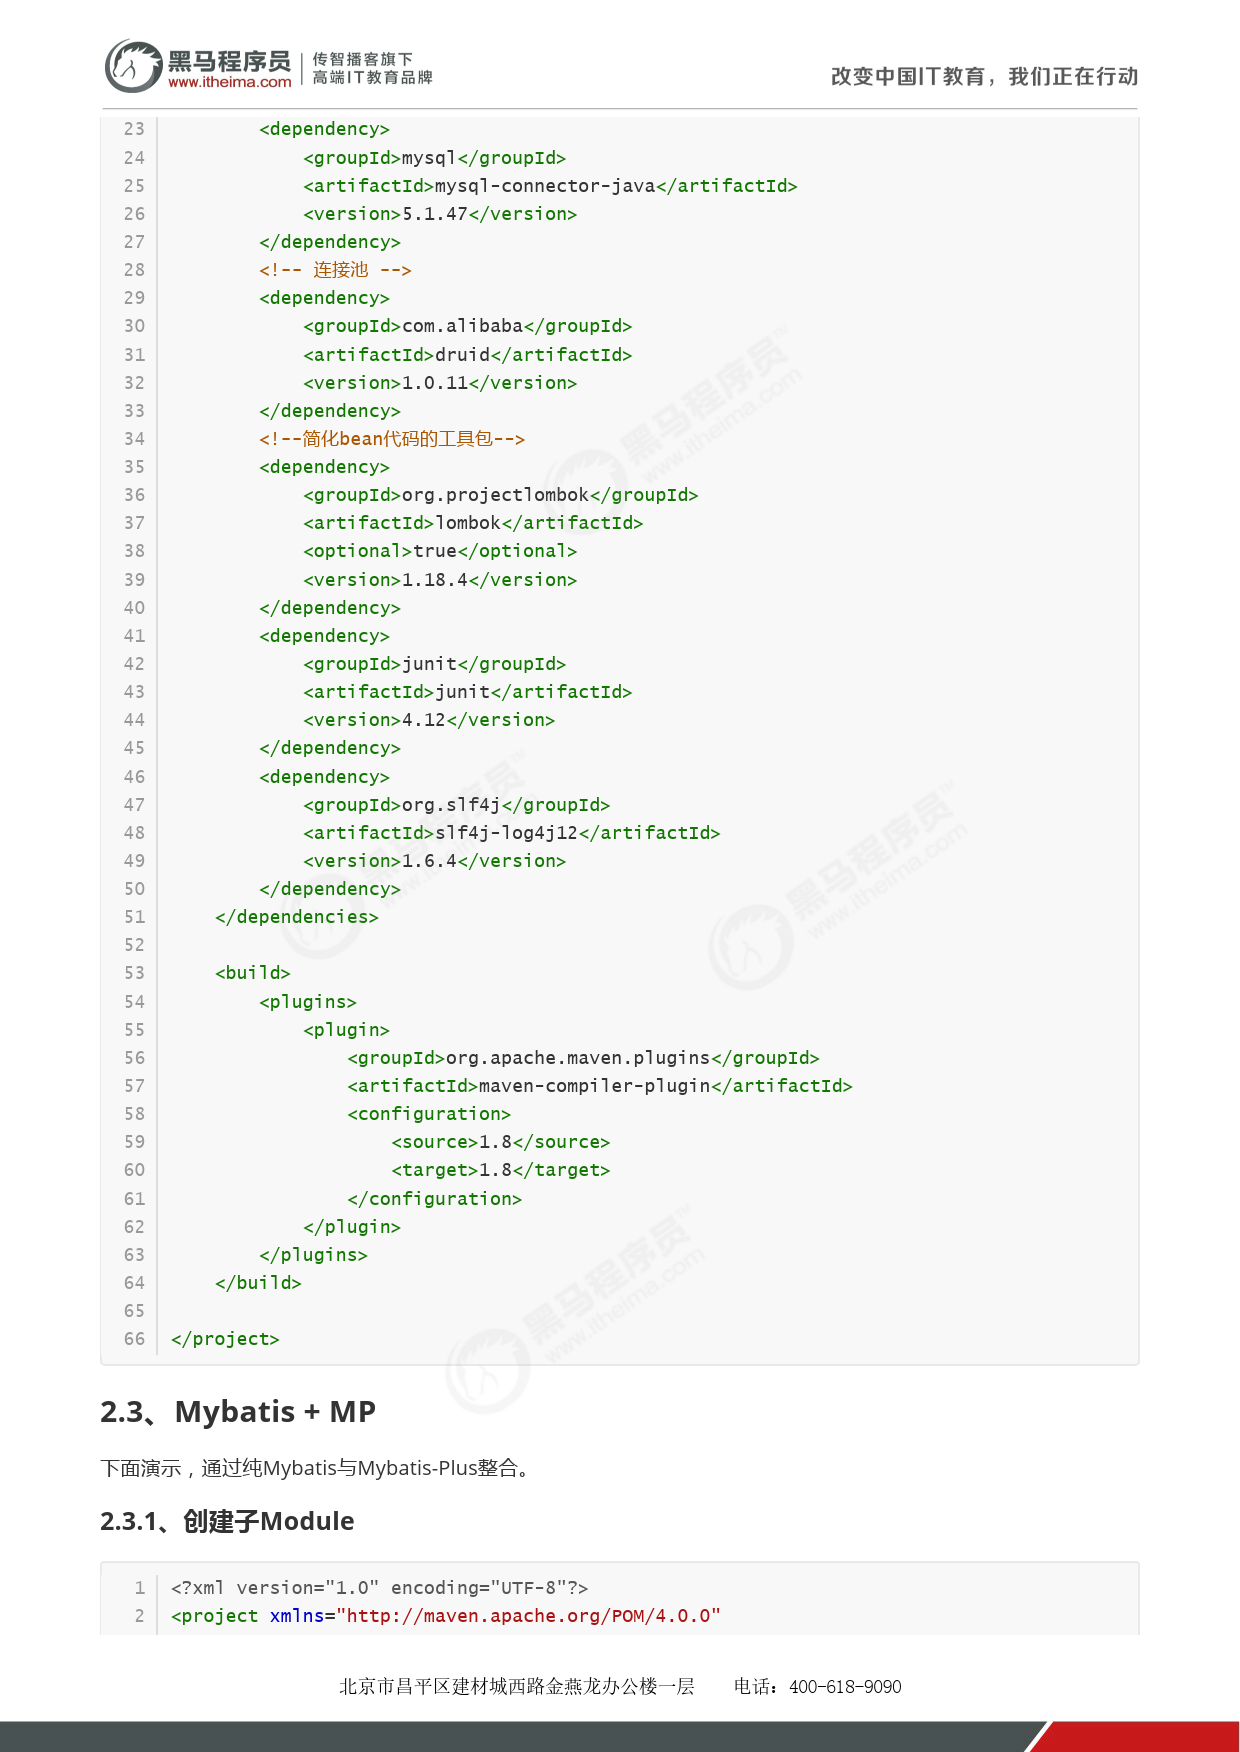 黑马程序员
www.itheima.com
传智播客旗下
高端IT教育品牌
改变中国IT教育，我们正在行动
23         <dependency>
24             <groupId>mysql</groupId>
25             <artifactId>mysql-connector-java</artifactId>
26             <version>5.1.47</version>
27         </dependency>
28         <!-- 连接池 -->
29         <dependency>
30             <groupId>com.alibaba</groupId>
31             <artifactId>druid</artifactId>
32             <version>1.0.11</version>
33         </dependency>
34         <!--简化bean代码的工具包-->
35         <dependency>
36             <groupId>org.projectlombok</groupId>
37             <artifactId>lombok</artifactId>
38             <optional>true</optional>
39             <version>1.18.4</version>
40         </dependency>
41         <dependency>
42             <groupId>junit</groupId>
43             <artifactId>junit</artifactId>
44             <version>4.12</version>
45         </dependency>
46         <dependency>
47             <groupId>org.slf4j</groupId>
48             <artifactId>slf4j-log4j12</artifactId>
49             <version>1.6.4</version>
50         </dependency>
51     </dependencies>
52
53     <build>
54         <plugins>
55             <plugin>
56                 <groupId>org.apache.maven.plugins</groupId>
57                 <artifactId>maven-compiler-plugin</artifactId>
58                 <configuration>
59                     <source>1.8</source>
60                     <target>1.8</target>
61                 </configuration>
62             </plugin>
63         </plugins>
64     </build>
65
66 </project>
2.3、Mybatis + MP
下面演示，通过纯Mybatis与Mybatis-Plus整合。
2.3.1、创建子Module
1 <?xml version="1.0" encoding="UTF-8"?>
2 <project xmlns="http://maven.apache.org/POM/4.0.0"
北京市昌平区建材城西路金燕龙办公楼一层 电话：400-618-9090